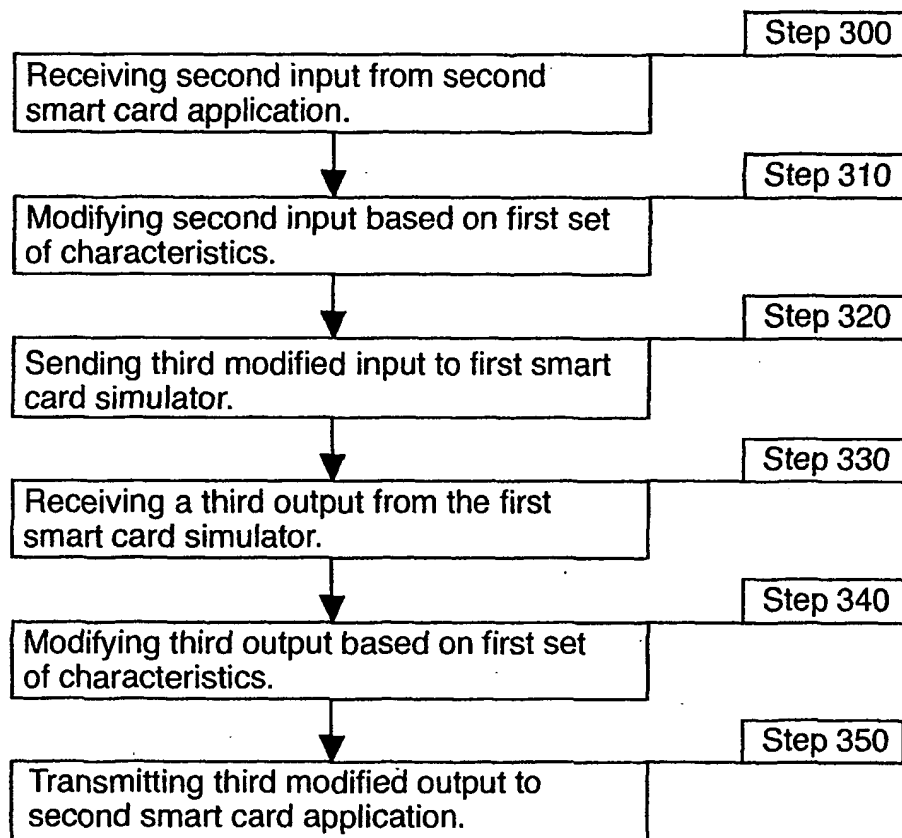 Step 300
Receiving second input from second
smart card application.
Step 310
Modifying second input based on first set
of characteristics.
Step 320
Sending third modified input to first smart
card simulator.
Step 330
Receiving a third output from the first
smart card simulator.
Step 340
Modifying third output based on first set
of characteristics.
Step 350
Transmitting third modified output to
second smart card application.